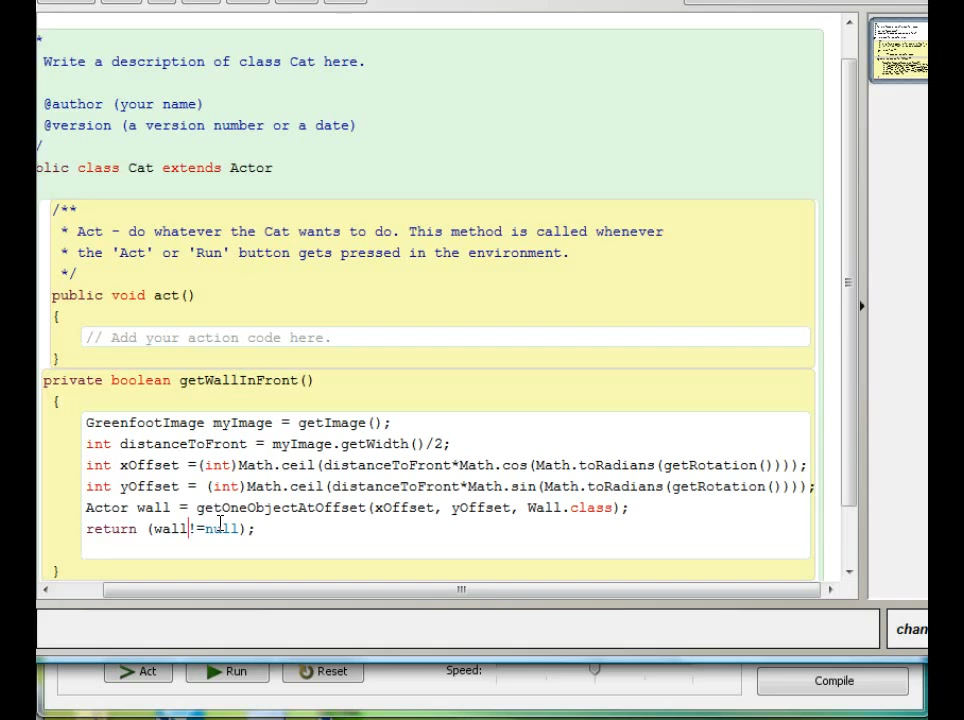 *
Write a description of class Cat here.
@author (your name)
@version (a version number or a date)
/
olic class Cat extends Actor
/**
* Act - do whatever the Cat wants to do. This method is called whenever
* the 'Act' or 'Run' button gets pressed in the environment.
*/
public void act()
{
// Add your action code here.
}
private boolean getWallInFront()
{
GreenfootImage myImage = getImage();
int distanceToFront = myImage.getWidth()/2;
int xOffset =(int)Math.ceil(distanceToFront*Math.cos(Math.toRadians(getRotation())));
int yOffset = (int)Math.ceil(distanceToFront*Math.sin(Math.toRadians(getRotation())));
Actor wall = getOneObjectAtOffset(xOffset, yOffset, Wall.class);
return (wall!=null);
}
chan
Act
Run
Reset
Speed:
Compile